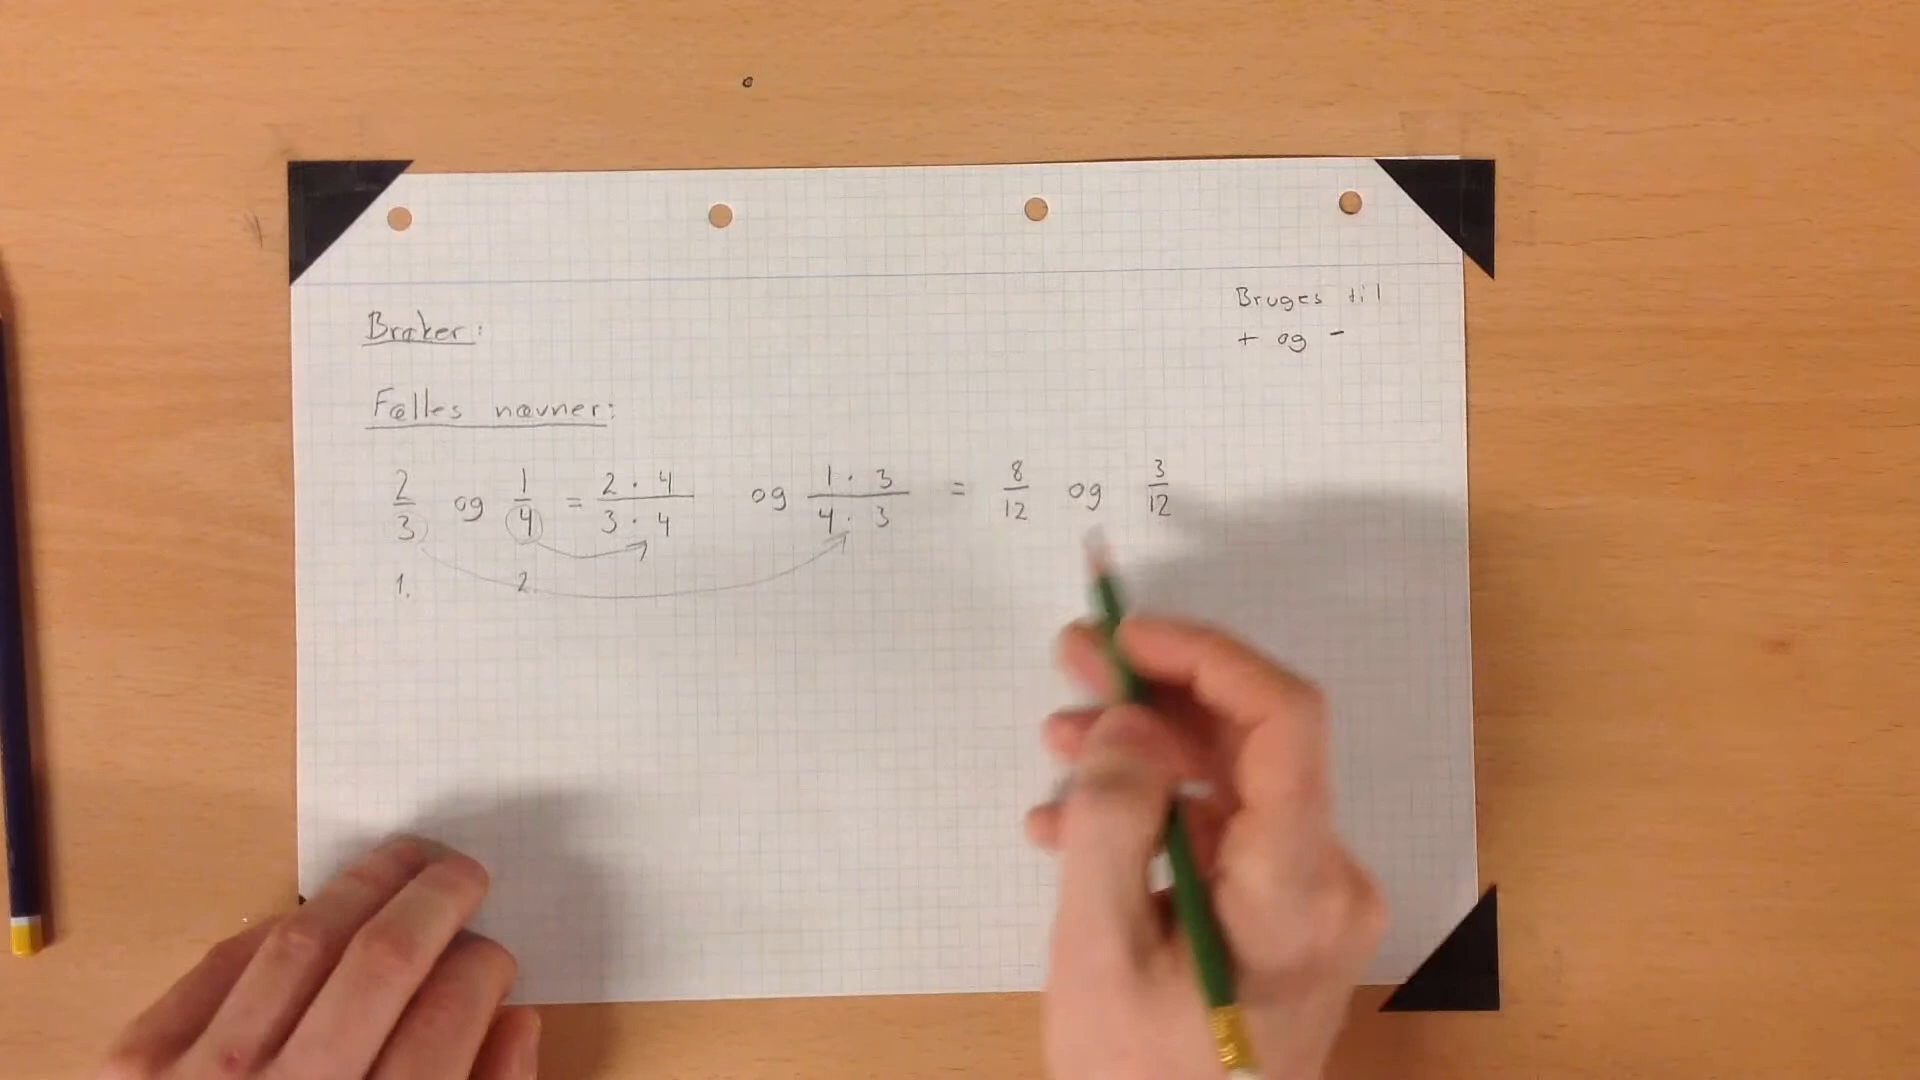 Brøker:
Bruges til
+ og -
Fælles nævner:
2/3 og 1/4 = 2·4/3·4 og 1·3/4·3 = 8/12 og 3/12
1. 2.